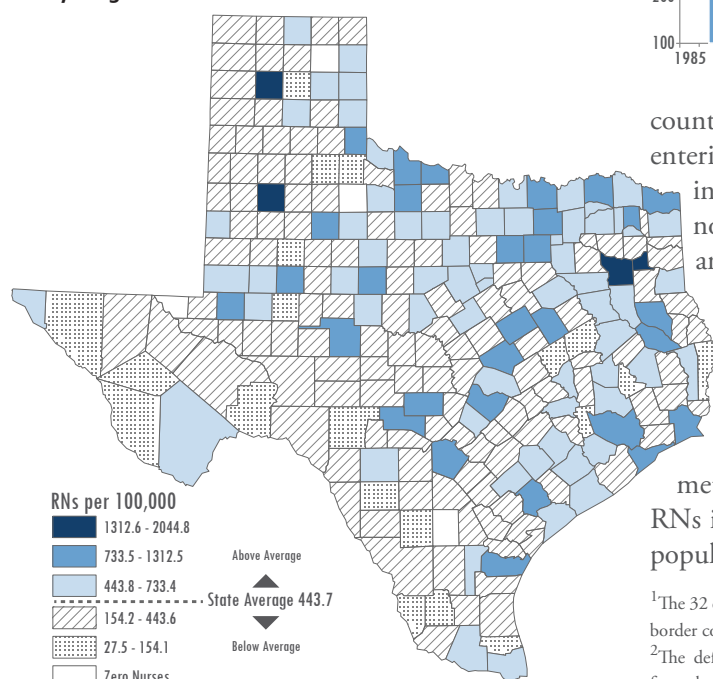 100
1985
count
enteri
in
no
ar
RNs per 100,000
1312.6 - 2044.8
733.5 - 1312.5
Above Average
443.8 - 733.4
State Average 443.7
154.2 - 443.6
27.5 - 154.1
Below Average
Zero Nurses
me
RNs i
popul
1The 32
border co
2The def